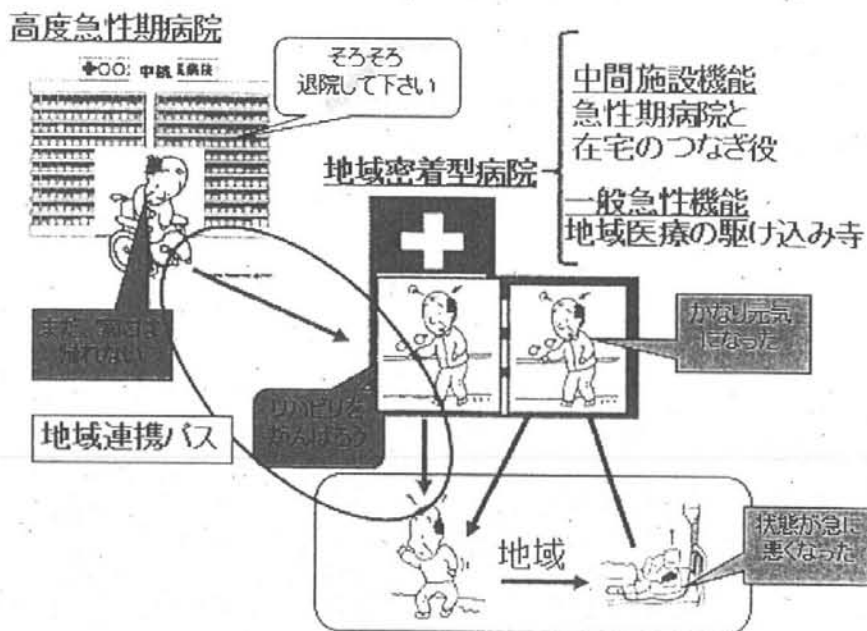 高度急性期病院
そろそろ
退院して下さい
中間施設機能
急性期病院と
在宅のつなぎ役
地域密着型病院
一般急性機能
地域医療の駆け込み寺
まだ、家には
帰れない
かなり元気
になった
リハビリを
がんばろう
地域連携パス
地域
状態が急に
悪くなった